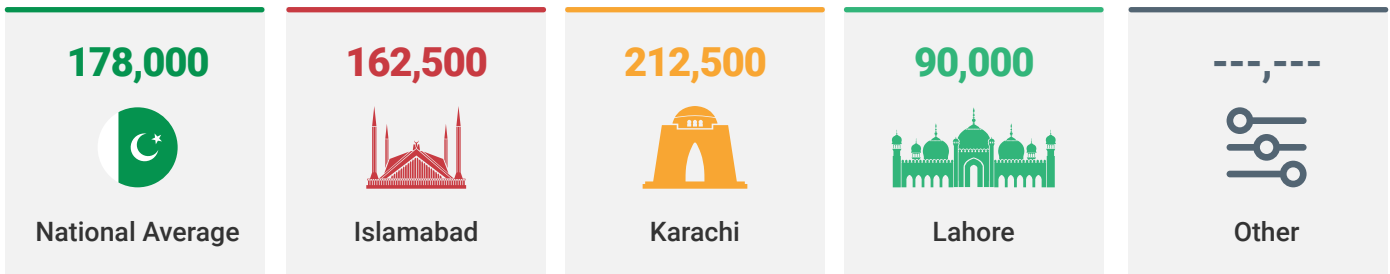 178,000
National Average
162,500
Islamabad
212,500
Karachi
90,000
Lahore
---,---
Other